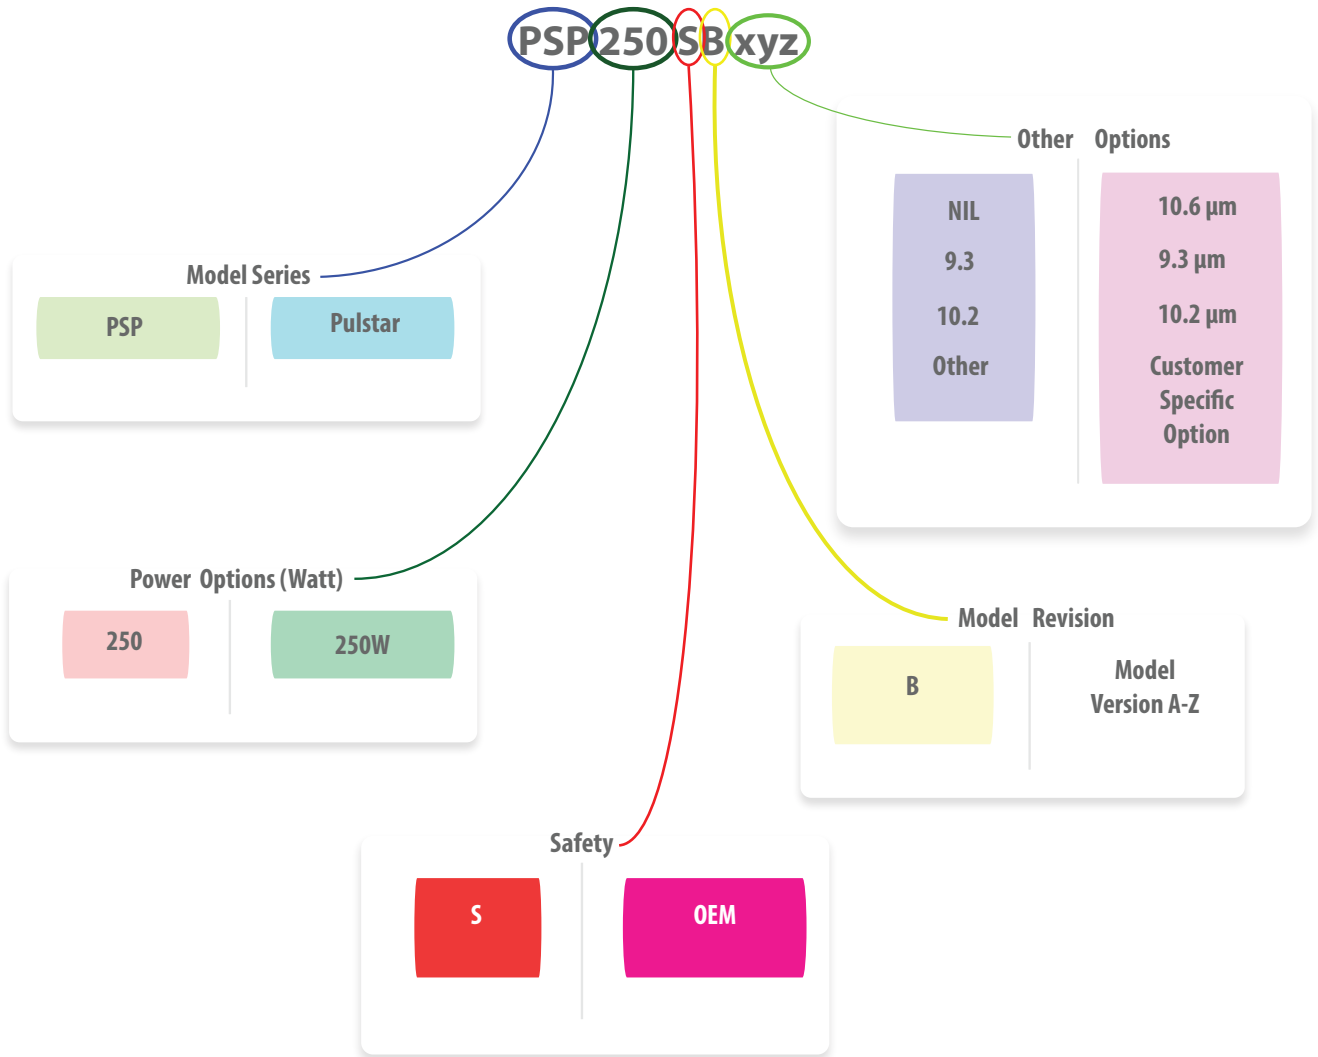 PSP250SBxyz
Other Options
NIL 10.6 μm
9.3 9.3 μm
10.2 10.2 μm
Other Customer
Specific
Option
Model Series
PSP Pulstar
Power Options (Watt)
250 250W
Model Revision
B Model
Version A-Z
Safety
S OEM